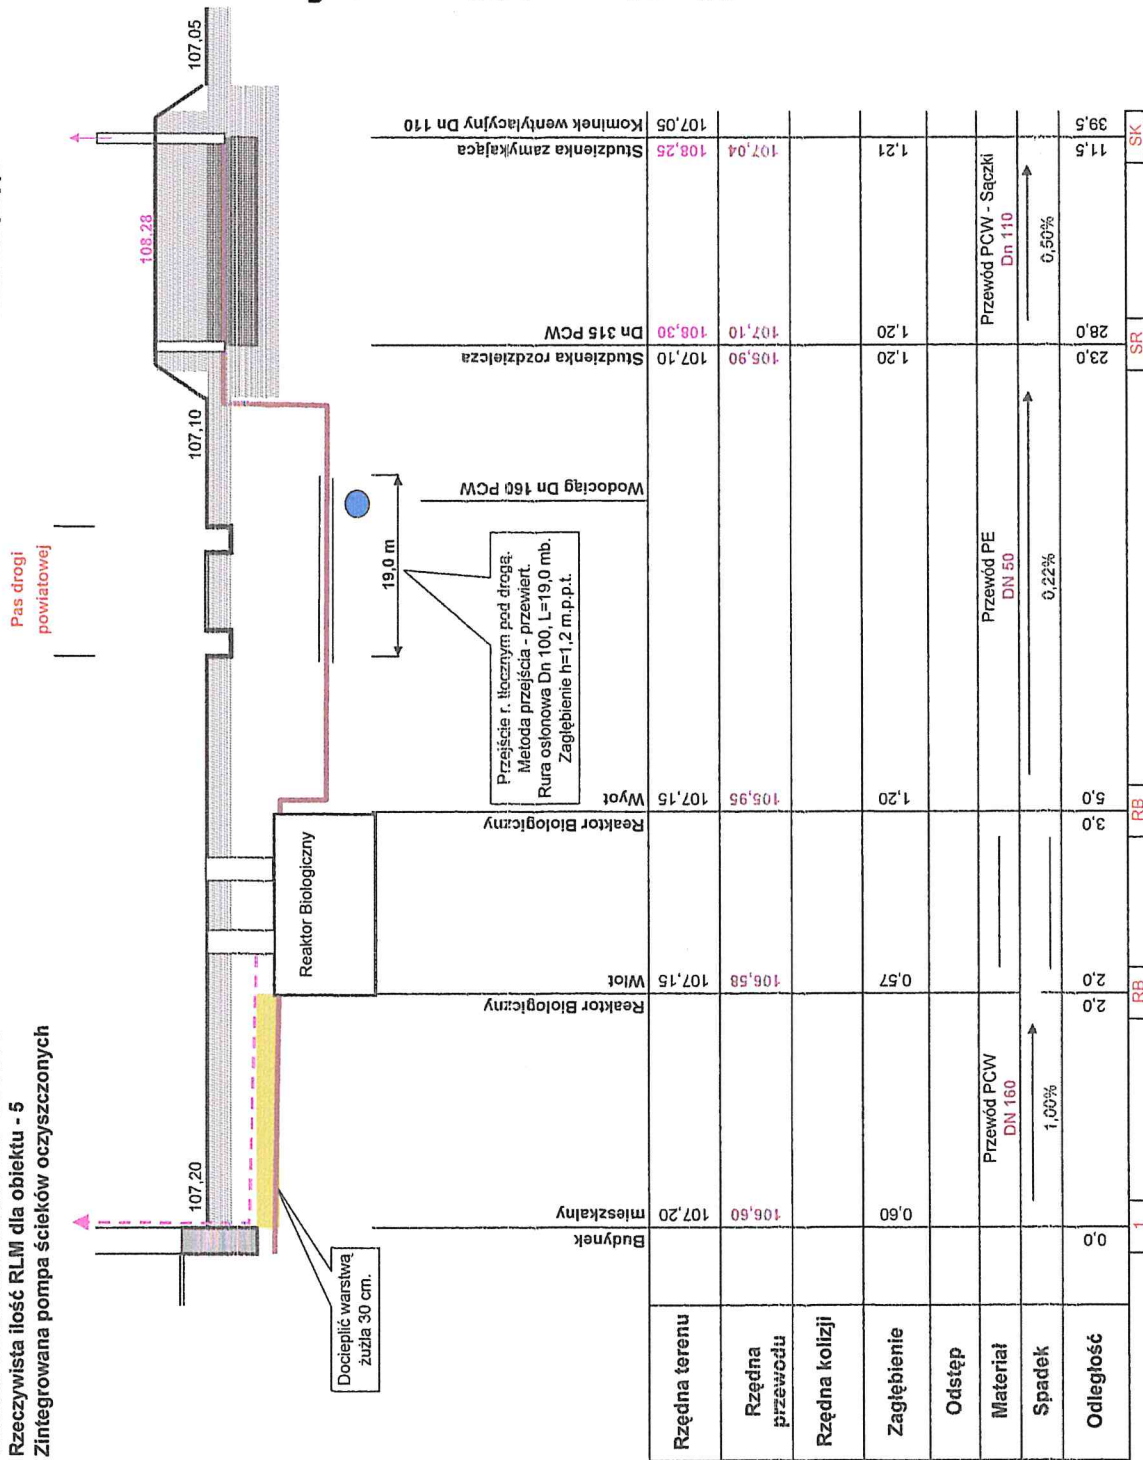 Rzeczywista ilość RLM dla obiektu - 5
Zintegrowana pompa ścieków oczyszczonych
Pas drogi
powiatowej
107,20
107,10
108,28
107,05
Docieplić warstwą
żużla 30 cm.
Reaktor Biologiczny
19,0 m
Przejście r. tłocznym pod drogą.
Metoda przejścia - przewiert.
Rura osłonowa Dn 100, L=19,0 mb.
Zagłębienie h=1,2 m.p.p.t.
Budynek
mieszkalny
Reaktor Biologiczny
Wlot
Reaktor Biologiczny
Wyot
Wodociąg Dn 160 PCW
Studzienka rozdzielcza
Dn 315 PCW
Studzienka zamykająca
Kominek wentylacyjny Dn 110
Rzędna terenu
107,20
107,15
107,15
107,10
108,30
108,25
107,05
Rzędna
przewodu
106,60
106,58
105,95
105,90
107,10
107,04
Rzędna kolizji
Zagłębienie
0,60
0,57
1,20
1,20
1,20
1,21
Odstęp
Materiał
Przewód PCW
DN 160
Przewód PE
DN 50
Przewód PCW - Sączki
Dn 110
Spadek
1,00%
0,22%
0,50%
Odległość
0,0
2,0
2,0
3,0
5,0
23,0
28,0
11,5
39,5
1
RB
RB
SR
SK